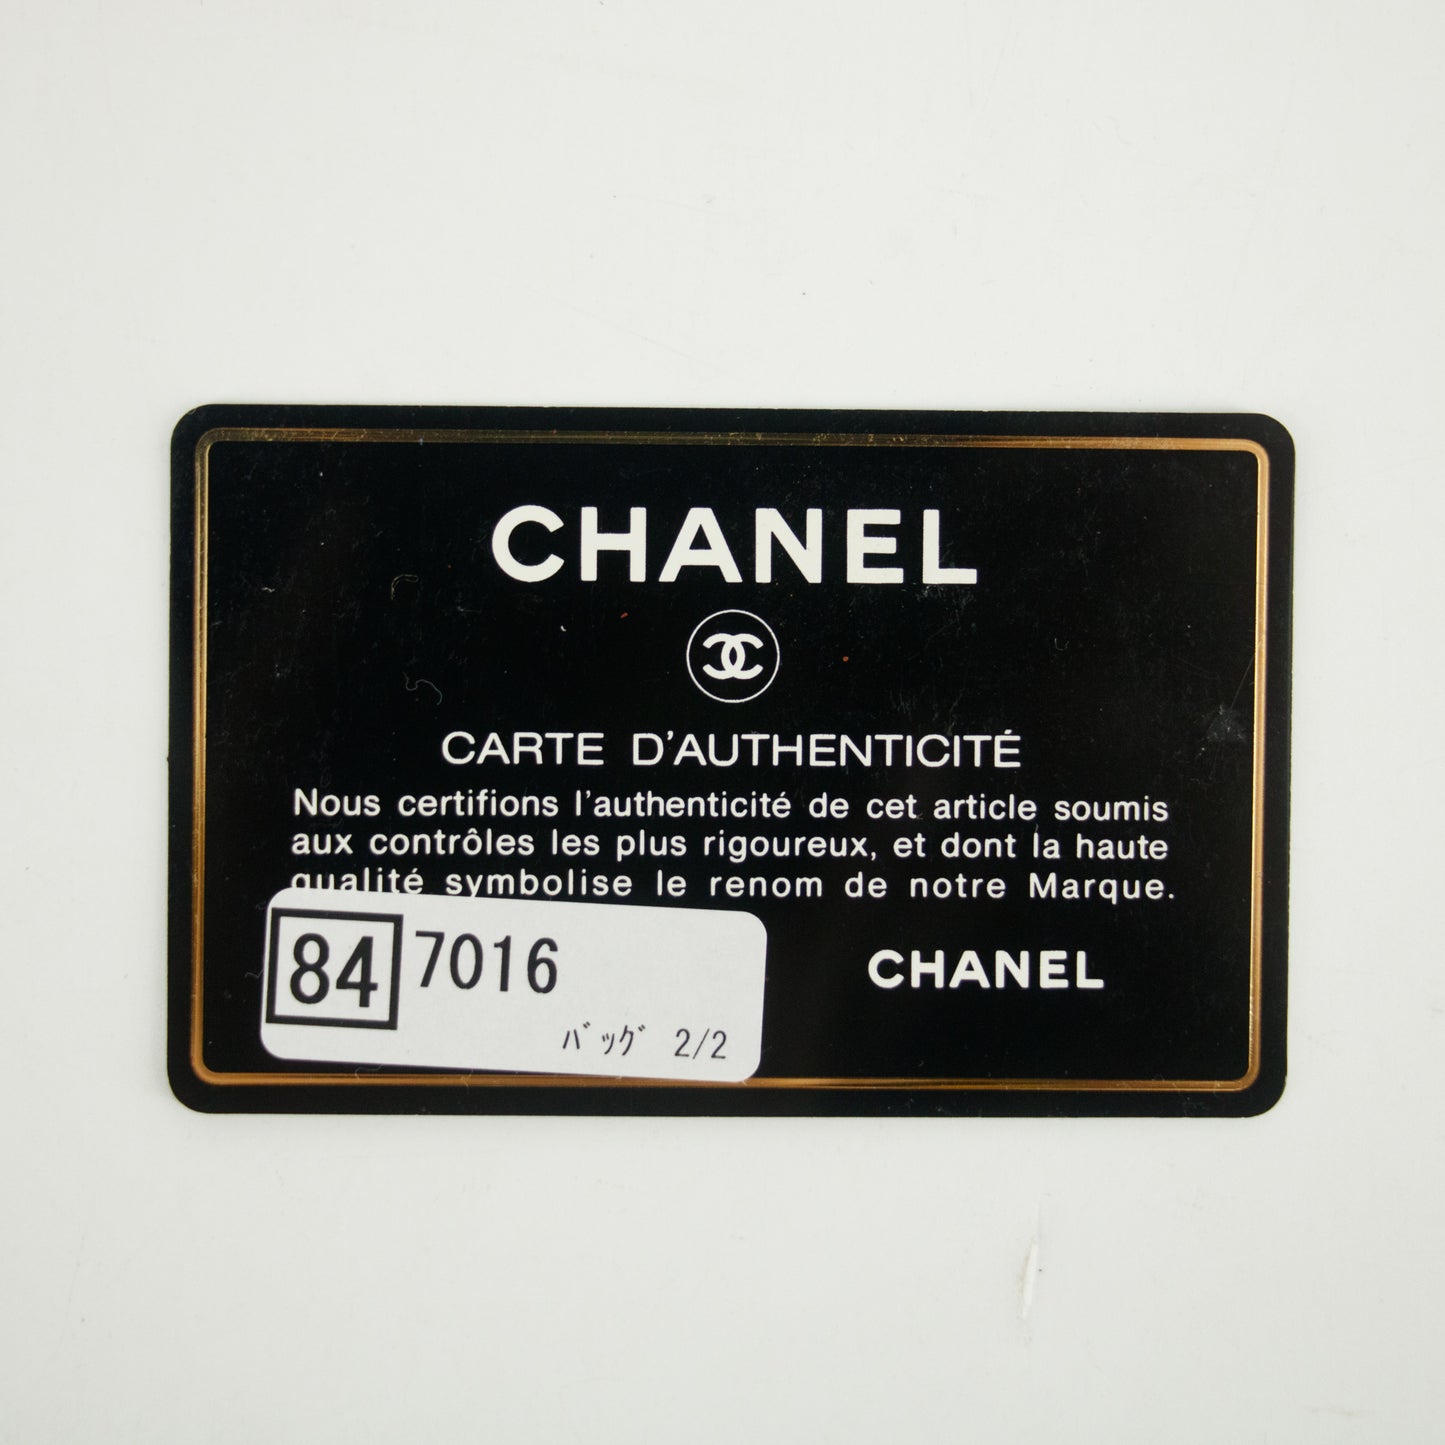 CHANEL
CARTE D'AUTHENTICITÉ
Nous certifions l'authenticité de cet article soumis
aux contrôles les plus rigoureux, et dont la haute
qualité symbolise le renom de notre Marque.
84 7016
ﾊﾞｯｸﾞ 2/2
CHANEL